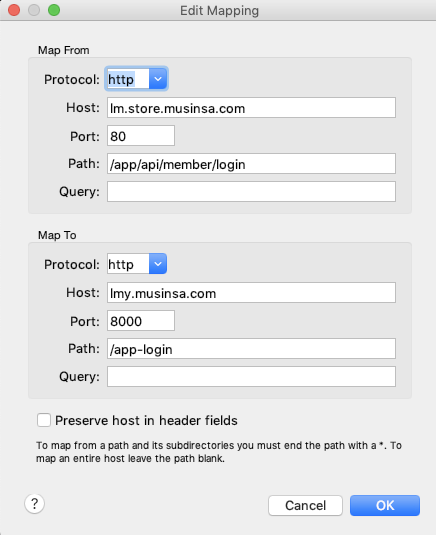 Edit Mapping
Map From
Protocol: http
Host: lm.store.musinsa.com
Port: 80
Path: /app/api/member/login
Query:
Map To
Protocol: http
Host: lmy.musinsa.com
Port: 8000
Path: /app-login
Query:
Preserve host in header fields
To map from a path and its subdirectories you must end the path with a *. To
map an entire host leave the path blank.
? Cancel OK